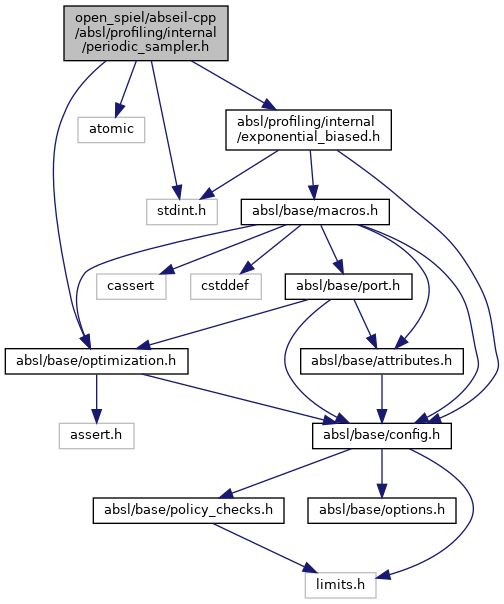 open_spiel/abseil-cpp
/absl/profiling/internal
/periodic_sampler.h
atomic
absl/profiling/internal
/exponential_biased.h
stdint.h
absl/base/macros.h
cassert
cstddef
absl/base/port.h
absl/base/optimization.h
absl/base/attributes.h
assert.h
absl/base/config.h
absl/base/policy_checks.h
absl/base/options.h
limits.h